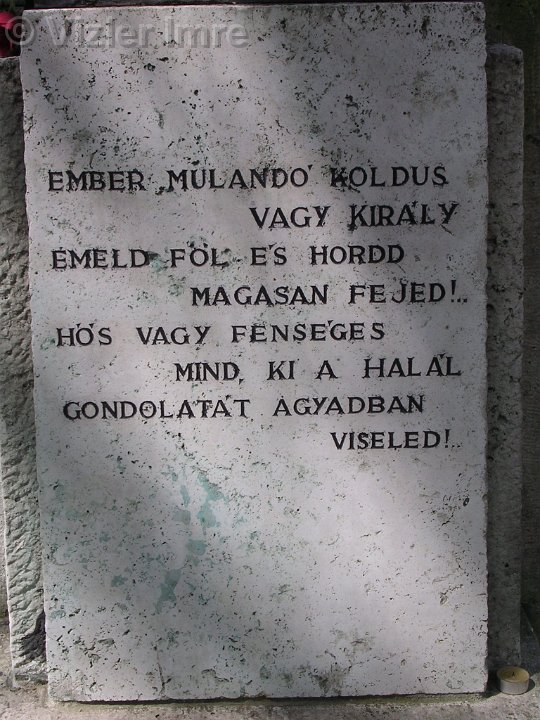 © Vizler Imre
EMBER, MULANDÓ KOLDUS
VAGY KIRÁLY
EMELD FÖL ÉS HORDD
MAGASAN FEJED!..
HŐS VAGY FENSÉGES
MIND, KI A HALÁL
GONDOLATÁT AGYADBAN
VISELED!..